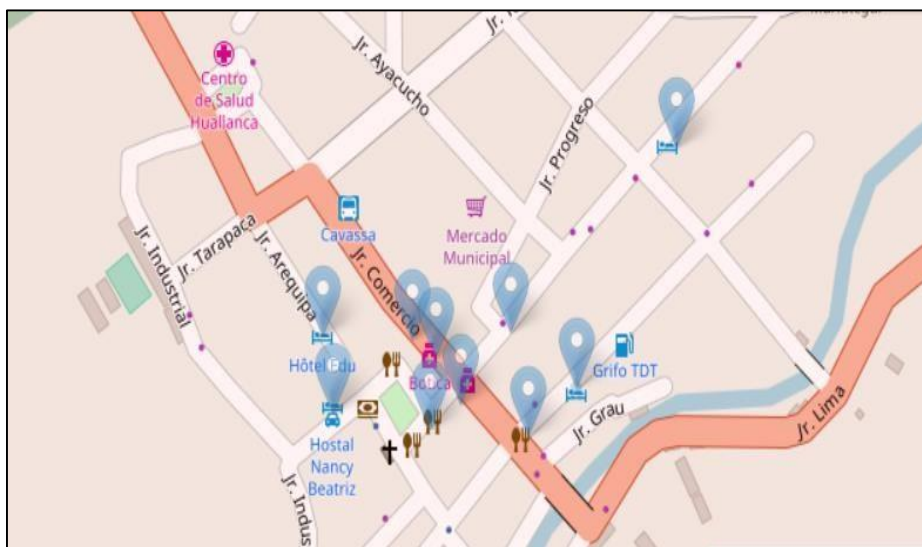 Centro
de Salud
Huallanca
Jr. Ayacucho
Jr. Progreso
Cavassa
Mercado
Municipal
Jr. Tarapaca
Jr. Arequipa
Jr. Industrial
Jr. Comercio
Hôtel Edu
Botica
Grifo TDT
Jr. Grau
Jr. Lima
Hostal
Nancy
Beatriz
Jr. Indus